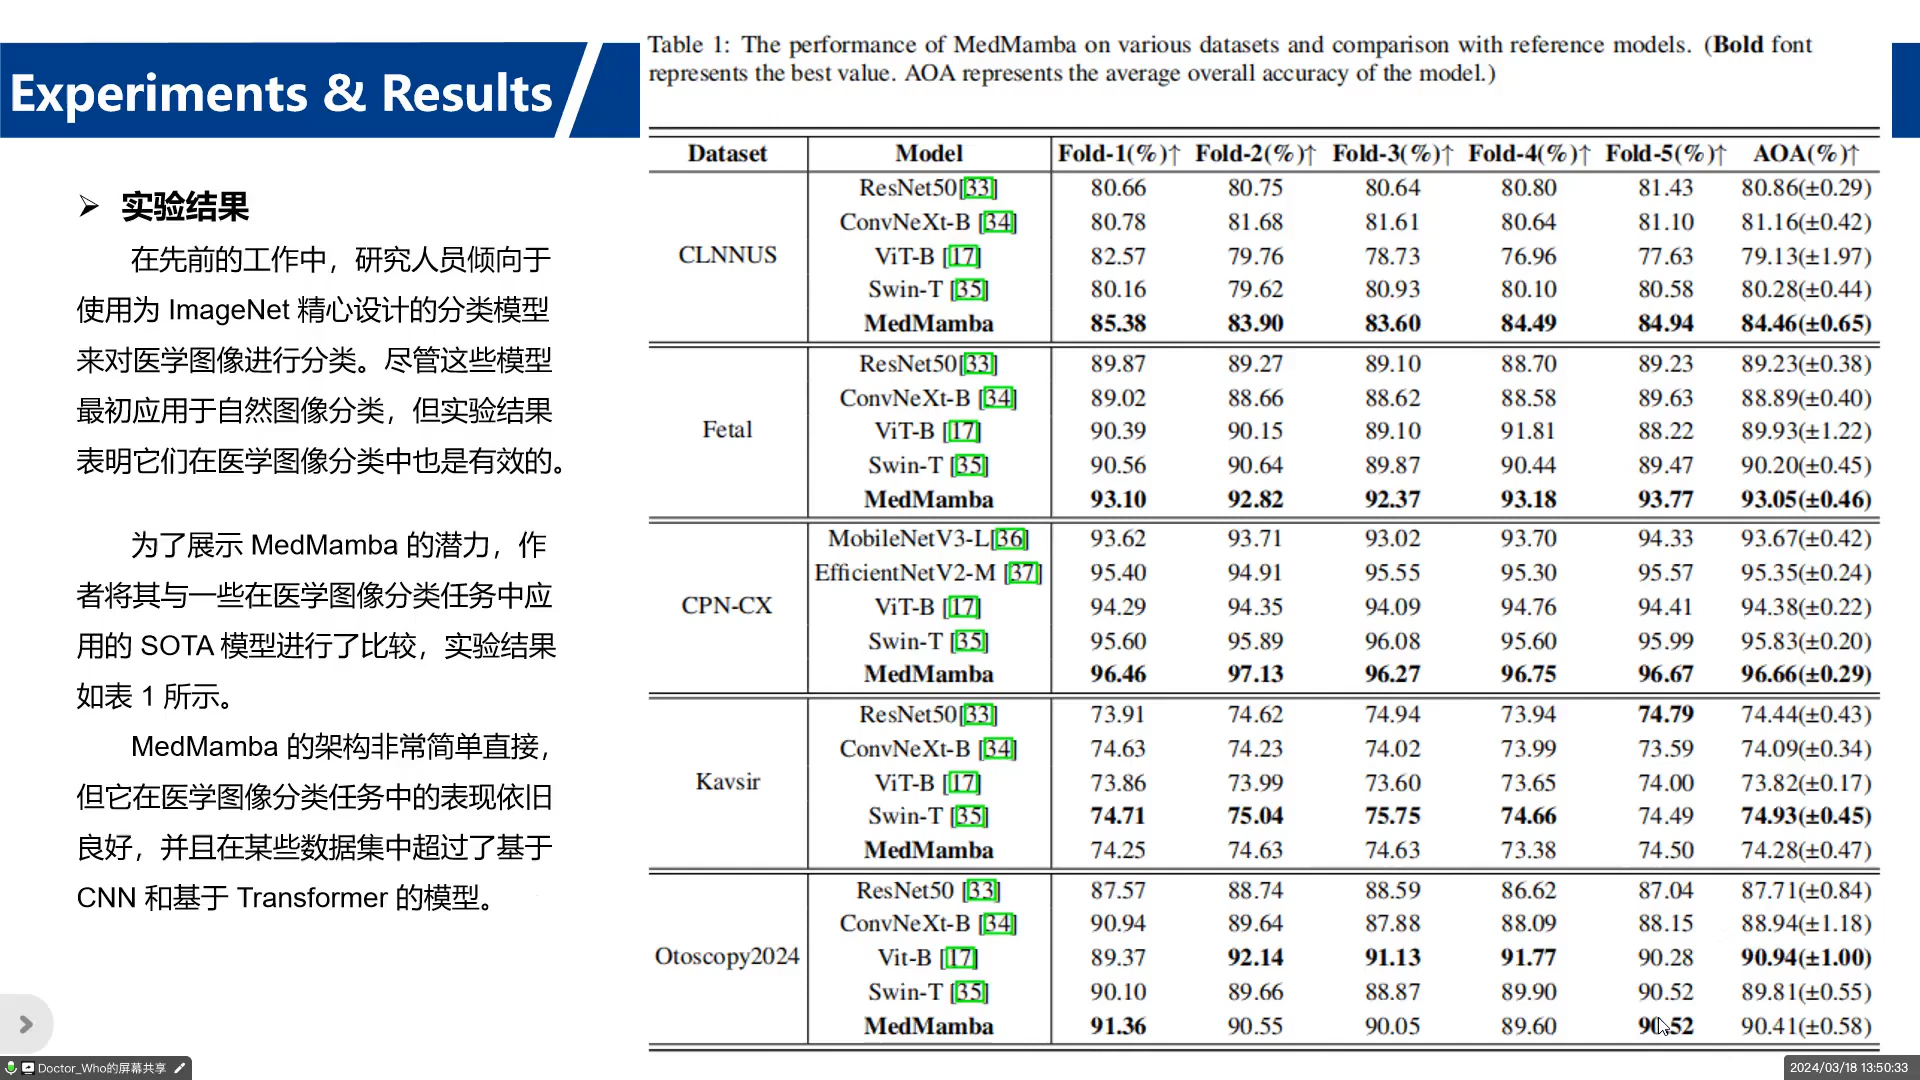 Experiments & Results
➢ 实验结果
在先前的工作中，研究人员倾向于
使用为 ImageNet 精心设计的分类模型
来对医学图像进行分类。尽管这些模型
最初应用于自然图像分类，但实验结果
表明它们在医学图像分类中也是有效的。
为了展示 MedMamba 的潜力，作
者将其与一些在医学图像分类任务中应
用的 SOTA 模型进行了比较，实验结果
如表 1 所示。
MedMamba 的架构非常简单直接，
但它在医学图像分类任务中的表现依旧
良好，并且在某些数据集中超过了基于
CNN 和基于 Transformer 的模型。
Table 1: The performance of MedMamba on various datasets and comparison with reference models. (Bold font
represents the best value. AOA represents the average overall accuracy of the model.)
Dataset Model Fold-1(%)↑ Fold-2(%)↑ Fold-3(%)↑ Fold-4(%)↑ Fold-5(%)↑ AOA(%)↑
CLNNUS
ResNet50[33] 80.66 80.75 80.64 80.80 81.43 80.86(±0.29)
ConvNeXt-B [34] 80.78 81.68 81.61 80.64 81.10 81.16(±0.42)
ViT-B [17] 82.57 79.76 78.73 76.96 77.63 79.13(±1.97)
Swin-T [35] 80.16 79.62 80.93 80.10 80.58 80.28(±0.44)
MedMamba 85.38 83.90 83.60 84.49 84.94 84.46(±0.65)
Fetal
ResNet50[33] 89.87 89.27 89.10 88.70 89.23 89.23(±0.38)
ConvNeXt-B [34] 89.02 88.66 88.62 88.58 89.63 88.89(±0.40)
ViT-B [17] 90.39 90.15 89.10 91.81 88.22 89.93(±1.22)
Swin-T [35] 90.56 90.64 89.87 90.44 89.47 90.20(±0.45)
MedMamba 93.10 92.82 92.37 93.18 93.77 93.05(±0.46)
CPN-CX
MobileNetV3-L[36] 93.62 93.71 93.02 93.70 94.33 93.67(±0.42)
EfficientNetV2-M [37] 95.40 94.91 95.55 95.30 95.57 95.35(±0.24)
ViT-B [17] 94.29 94.35 94.09 94.76 94.41 94.38(±0.22)
Swin-T [35] 95.60 95.89 96.08 95.60 95.99 95.83(±0.20)
MedMamba 96.46 97.13 96.27 96.75 96.67 96.66(±0.29)
Kavsir
ResNet50[33] 73.91 74.62 74.94 73.94 74.79 74.44(±0.43)
ConvNeXt-B [34] 74.63 74.23 74.02 73.99 73.59 74.09(±0.34)
ViT-B [17] 73.86 73.99 73.60 73.65 74.00 73.82(±0.17)
Swin-T [35] 74.71 75.04 75.75 74.66 74.49 74.93(±0.45)
MedMamba 74.25 74.63 74.63 73.38 74.50 74.28(±0.47)
Otoscopy2024
ResNet50 [33] 87.57 88.74 88.59 86.62 87.04 87.71(±0.84)
ConvNeXt-B [34] 90.94 89.64 87.88 88.09 88.15 88.94(±1.18)
Vit-B [17] 89.37 92.14 91.13 91.77 90.28 90.94(±1.00)
Swin-T [35] 90.10 89.66 88.87 89.90 90.52 89.81(±0.55)
MedMamba 91.36 90.55 90.05 89.60 90.52 90.41(±0.58)
Doctor_Who的屏幕共享
2024/03/18 13:50:33